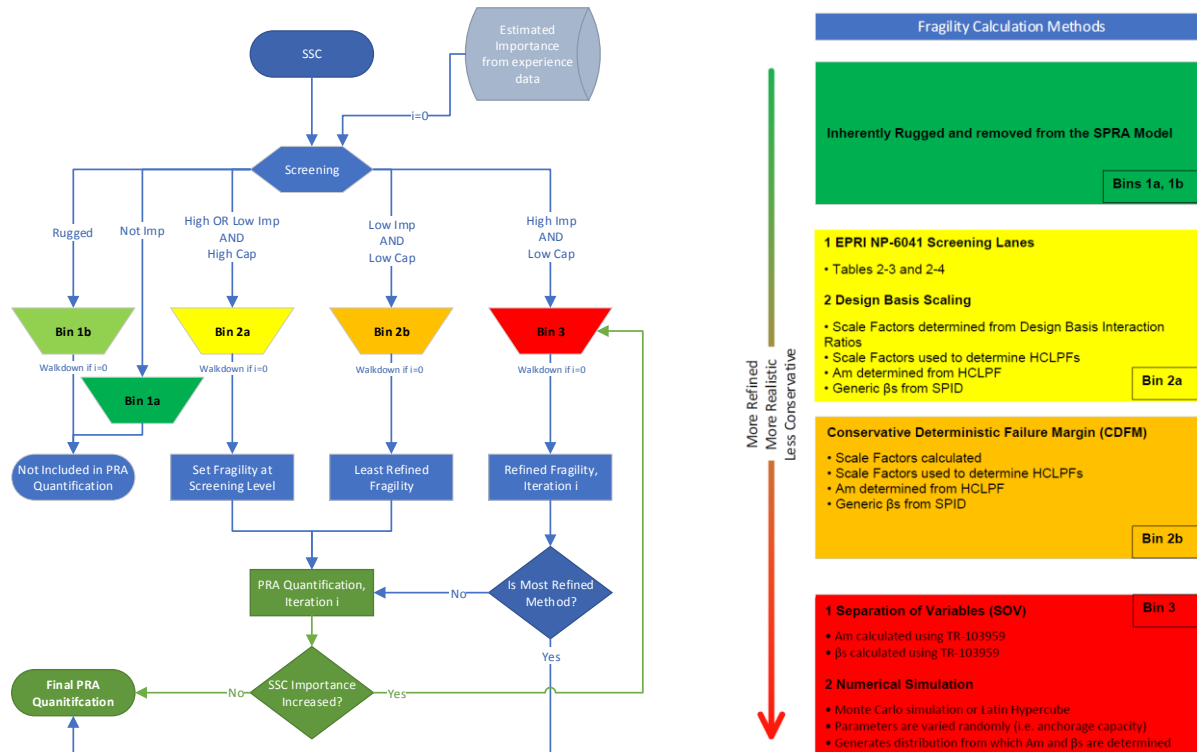 SSC
Estimated
Importance
from experience
data
i=0
Screening
Rugged
Not Imp
High OR Low Imp
AND
High Cap
Low Imp
AND
Low Cap
High Imp
AND
Low Cap
Bin 1b
Bin 2a
Bin 2b
Bin 3
Walkdown if i=0
Walkdown if i=0
Walkdown if i=0
Walkdown if i=0
Bin 1a
Not Included in PRA
Quantification
Set Fragility at
Screening Level
Least Refined
Fragility
Refined Fragility,
Iteration i
PRA Quantification,
Iteration i
No
Is Most Refined
Method?
Yes
Final PRA
Quanitifcation
No
SSC Importance
Increased?
Yes
Fragility Calculation Methods
More Refined
More Realistic
Less Conservative
Inherently Rugged and removed from the SPRA Model
Bins 1a, 1b
1 EPRI NP-6041 Screening Lanes
• Tables 2-3 and 2-4
2 Design Basis Scaling
• Scale Factors determined from Design Basis Interaction
Ratios
• Scale Factors used to determine HCLPFs
• Am determined from HCLPF
• Generic βs from SPID
Bin 2a
Conservative Deterministic Failure Margin (CDFM)
• Scale Factors calculated
• Scale Factors used to determine HCLPFs
• Am determined from HCLPF
• Generic βs from SPID
Bin 2b
1 Separation of Variables (SOV)
Bin 3
• Am calculated using TR-103959
• βs calculated using TR-103959
2 Numerical Simulation
• Monte Carlo simulation or Latin Hypercube
• Parameters are varied randomly (i.e. anchorage capacity)
• Generates distribution from which Am and βs are determined